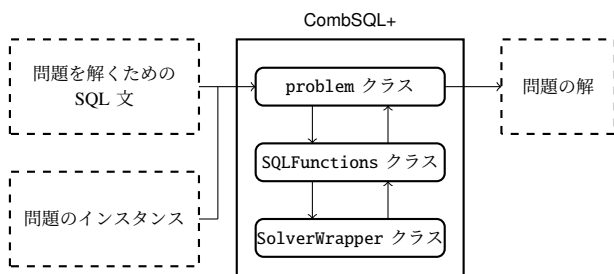 CombSQL+
問題を解くための
SQL 文
problem クラス
問題の解
SQLFunctions クラス
問題のインスタンス
SolverWrapper クラス